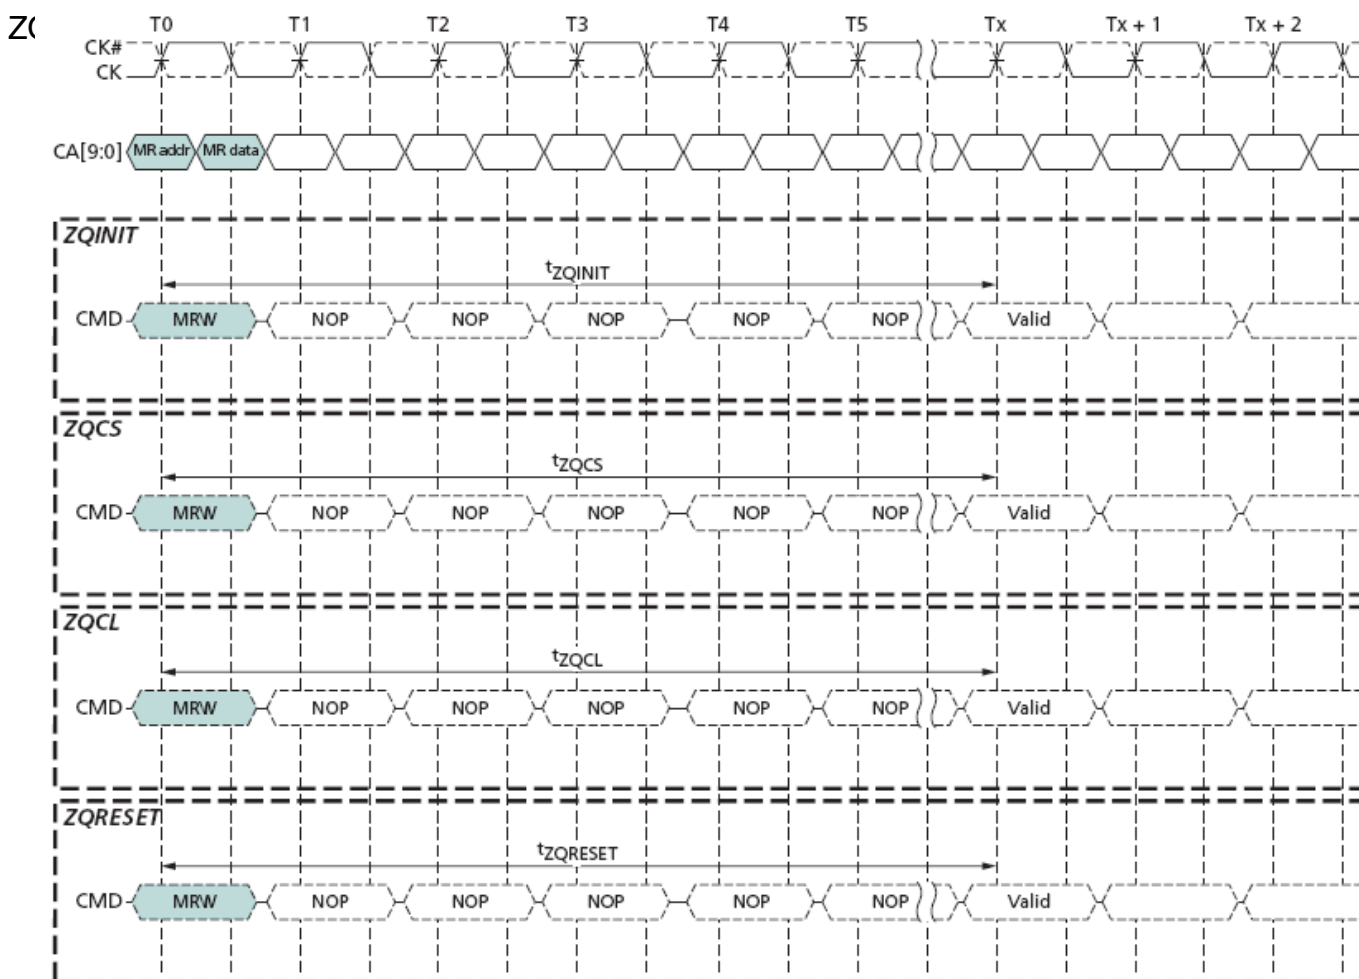 T0 T1 T2 T3 T4 T5 Tx Tx + 1 Tx + 2
CK#
CK
CA[9:0] MR addr MR data
ZQINIT
tZQINIT
CMD MRW NOP NOP NOP NOP NOP Valid
ZQCS
tZQCS
CMD MRW NOP NOP NOP NOP NOP Valid
ZQCL
tZQCL
CMD MRW NOP NOP NOP NOP NOP Valid
ZQRESET
tZQRESET
CMD MRW NOP NOP NOP NOP NOP Valid